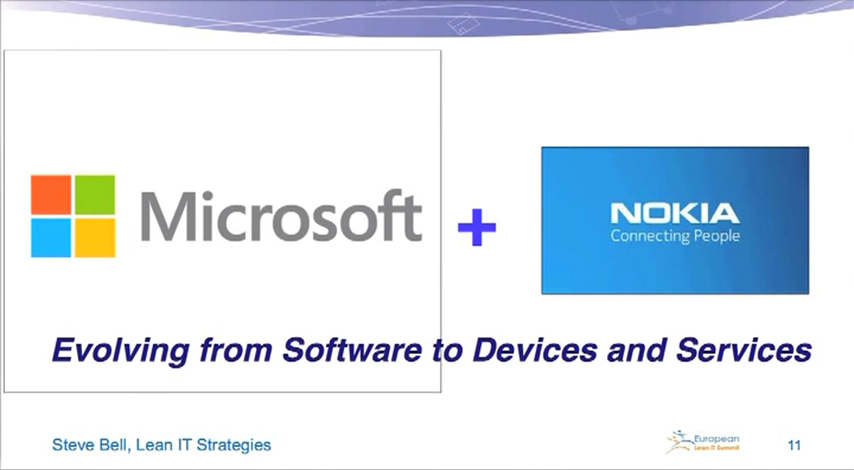 Microsoft
+
NOKIA
Connecting People
Evolving from Software to Devices and Services
Steve Bell, Lean IT Strategies
European
Lean IT Summit
11